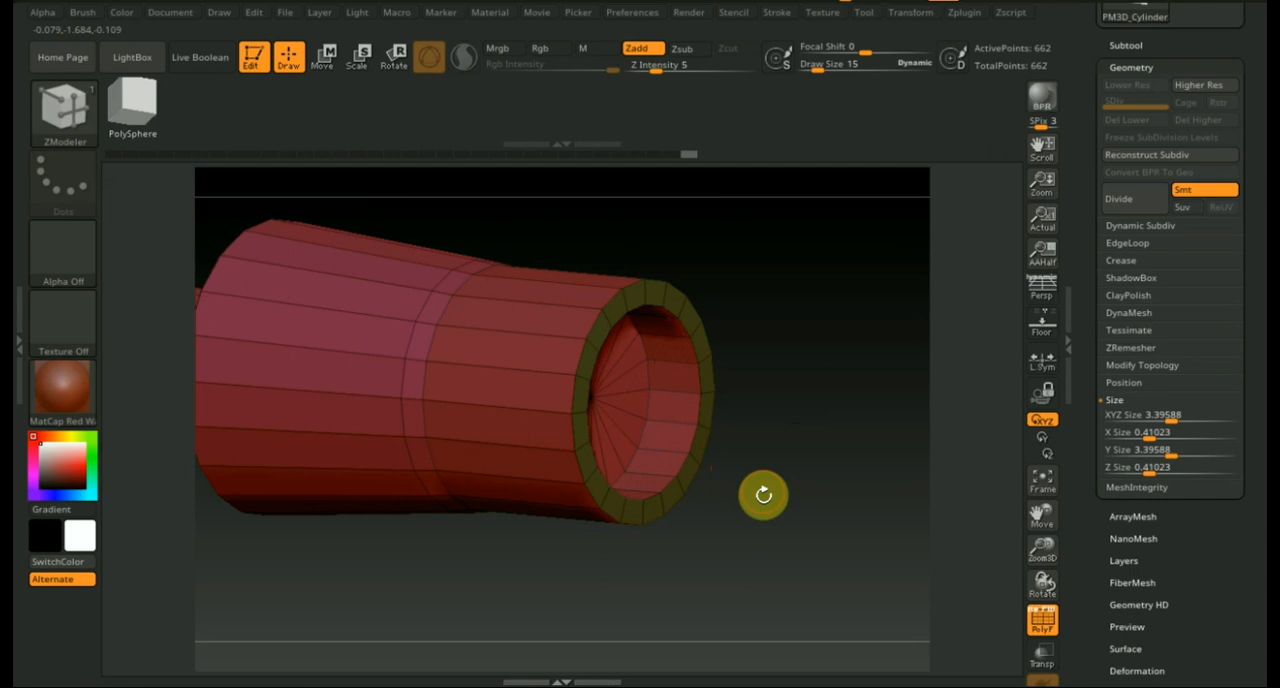 Alpha Brush Color Document Draw Edit File Layer Light Macro Marker Material Movie Picker Preferences Render Stencil Stroke Texture Tool Transform Zplugin Zscript
-0.079,-1.684,-0.109
Home Page
LightBox
Live Boolean
Edit
Draw
Move
Scale
Rotate
Mrgb Rgb M
Rgb Intensity
Zadd Zsub Zcut
Z Intensity 5
S
Focal Shift 0
Draw Size 15 Dynamic
D
ActivePoints: 662
TotalPoints: 662
1
ZModeler
PolySphere
Dots
Alpha Off
Texture Off
MatCap Red W
Gradient
SwitchColor
Alternate
BPR
SPix 3
Scroll
Zoom
Actual
AAHalf
Dynamic
Persp
Floor
L.Sym
XYZ
Frame
Move
Zoom3D
Rotate
PolyF
Transp
PM3D_Cylinder
Subtool
Geometry
Lower Res Higher Res
SDiv Cage Rstr
Del Lower Del Higher
Freeze SubDivision Levels
Reconstruct Subdiv
Convert BPR To Geo
Divide
Smt
Suv ReUV
Dynamic Subdiv
EdgeLoop
Crease
ShadowBox
ClayPolish
DynaMesh
Tessimate
ZRemesher
Modify Topology
Position
Size
XYZ Size 3.39588
X Size 0.41023
Y Size 3.39588
Z Size 0.41023
MeshIntegrity
ArrayMesh
NanoMesh
Layers
FiberMesh
Geometry HD
Preview
Surface
Deformation